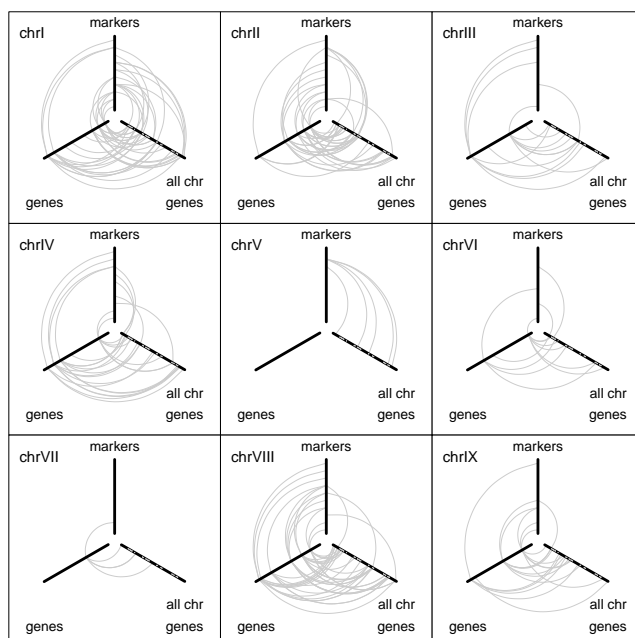 markers
chrI
all chr
genes genes
markers
chrII
all chr
genes genes
markers
chrIII
all chr
genes genes
markers
chrIV
all chr
genes genes
markers
chrV
all chr
genes genes
markers
chrVI
all chr
genes genes
markers
chrVII
all chr
genes genes
markers
chrVIII
all chr
genes genes
markers
chrIX
all chr
genes genes